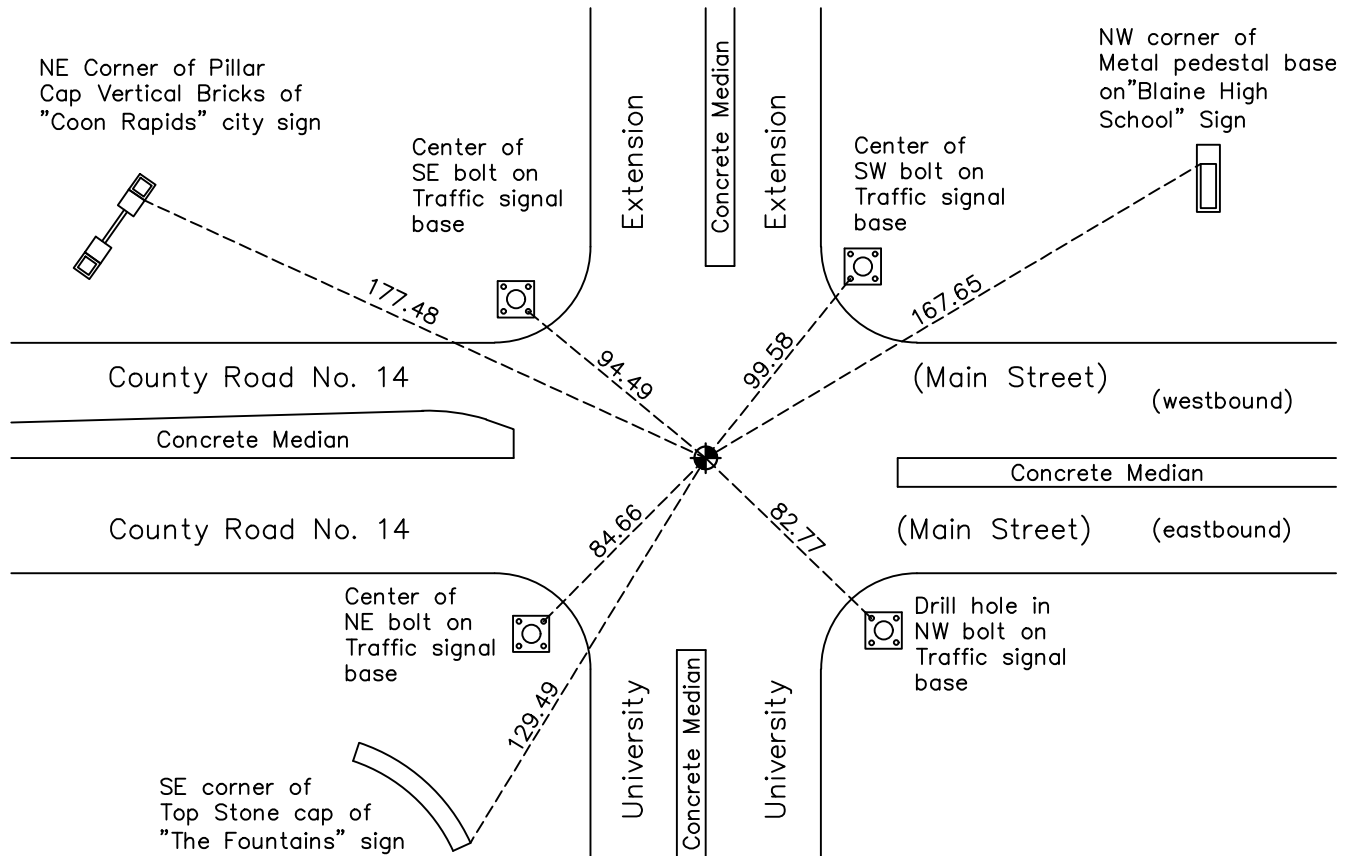 NE Corner of Pillar
Cap Vertical Bricks of
"Coon Rapids" city sign
Center of
SE bolt on
Traffic signal
base
Extension
Concrete Median
Extension
Center of
SW bolt on
Traffic signal
base
NW corner of
Metal pedestal base
on"Blaine High
School" Sign
177.48
94.49
99.58
167.65
County Road No. 14
(Main Street)
(westbound)
Concrete Median
Concrete Median
County Road No. 14
(Main Street)
(eastbound)
84.66
82.77
129.49
Center of
NE bolt on
Traffic signal
base
Drill hole in
NW bolt on
Traffic signal
base
University
Concrete Median
University
SE corner of
Top Stone cap of
"The Fountains" sign